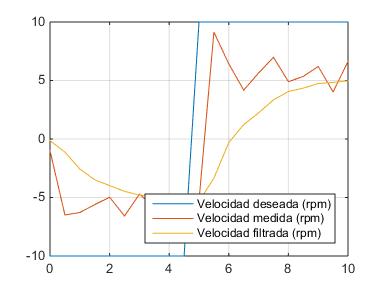 10
5
0
-5
-10
Velocidad deseada (rpm)
Velocidad medida (rpm)
Velocidad filtrada (rpm)
0 2 4 6 8 10